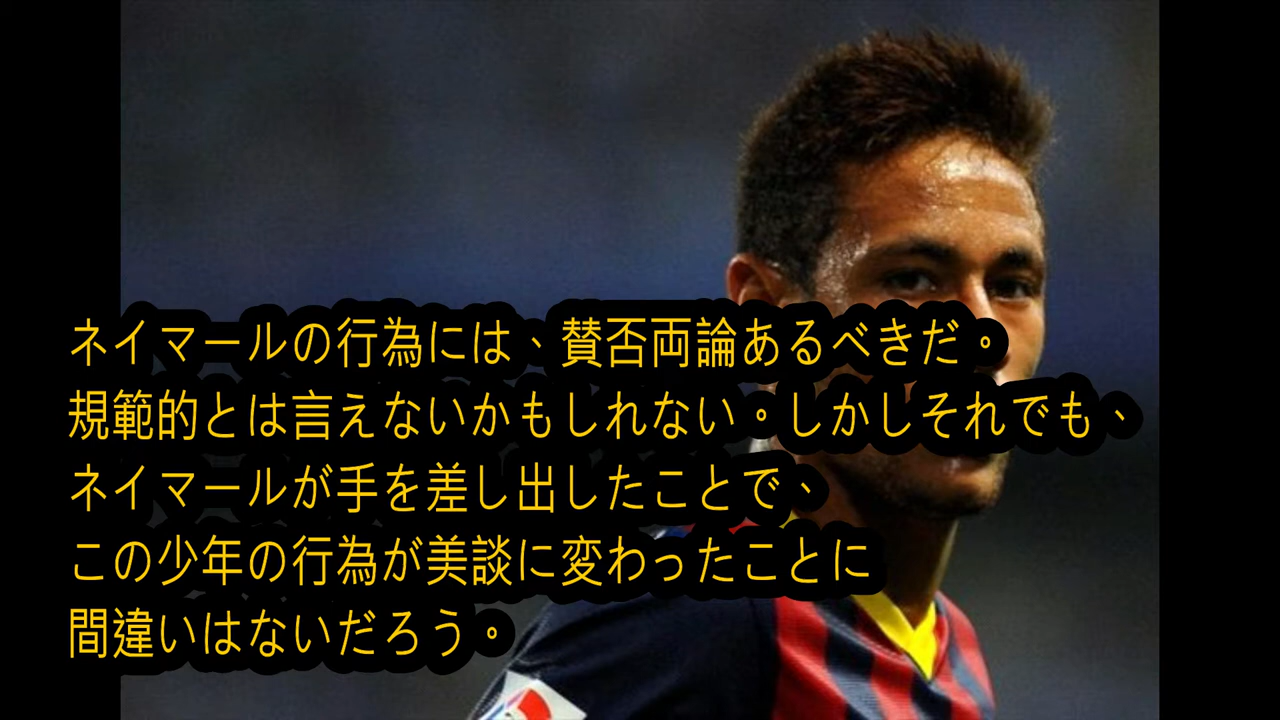 ネイマールの行為には、賛否両論あるべきだ。
規範的とは言えないかもしれない。しかしそれでも、
ネイマールが手を差し出したことで、
この少年の行為が美談に変わったことに
間違いはないだろう。